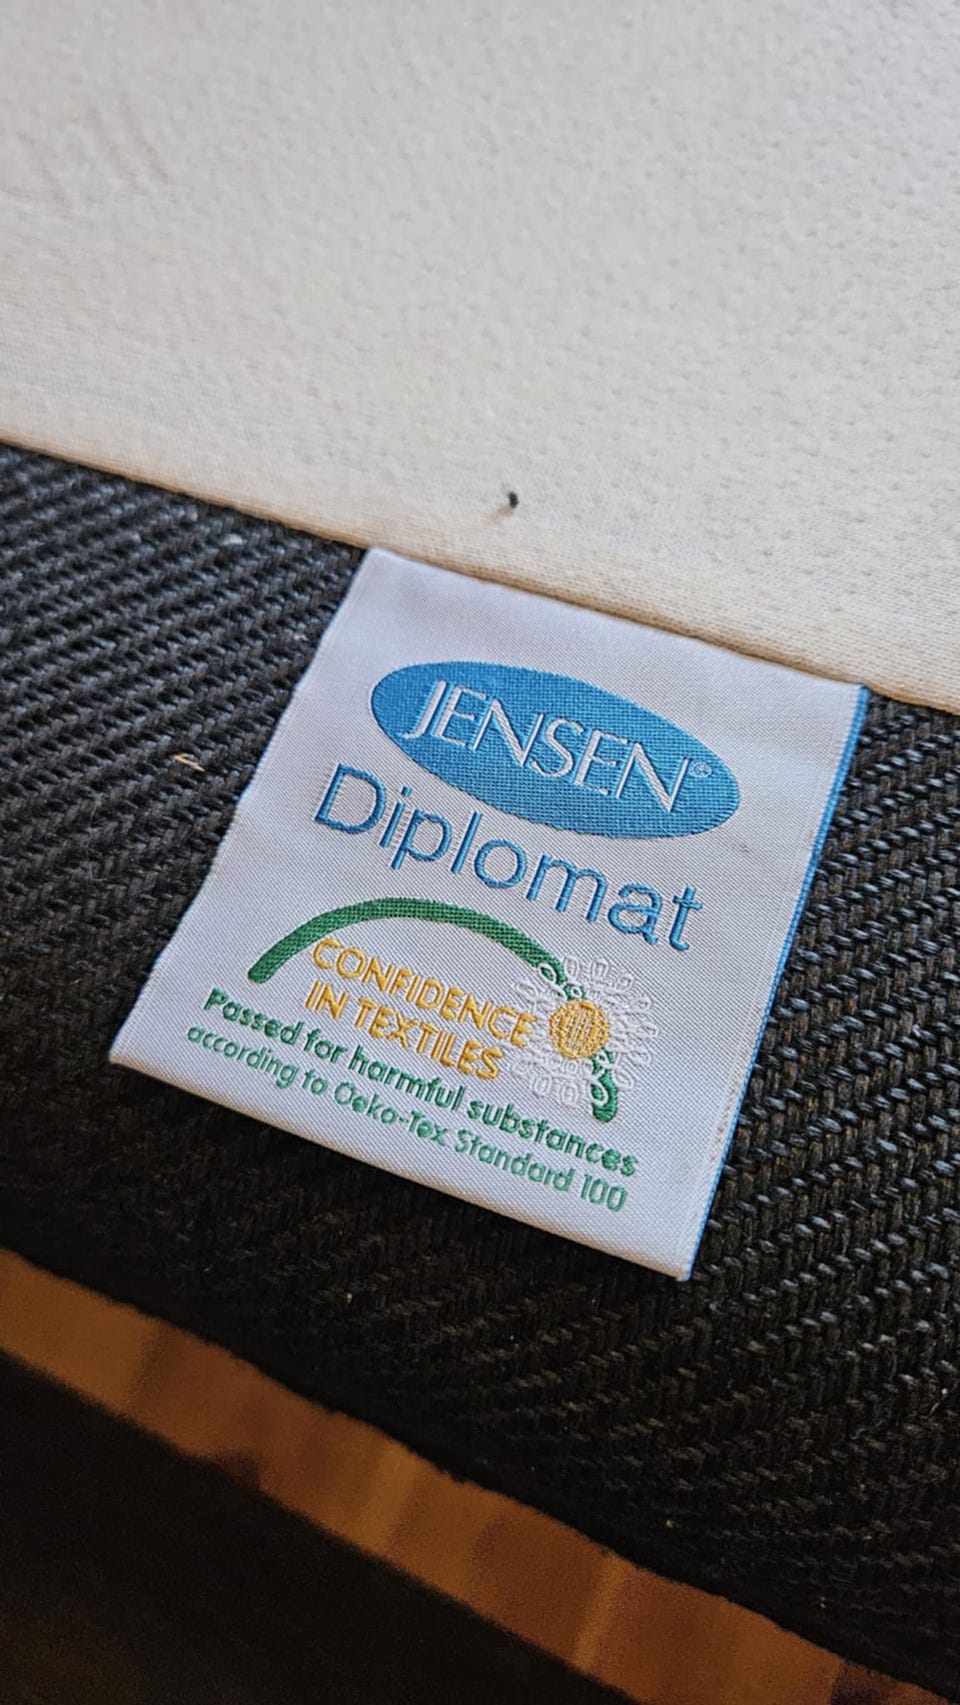 JENSEN®
Diplomat
CONFIDENCE
IN TEXTILES
Passed for harmful substances
according to Oeko-Tex Standard 100